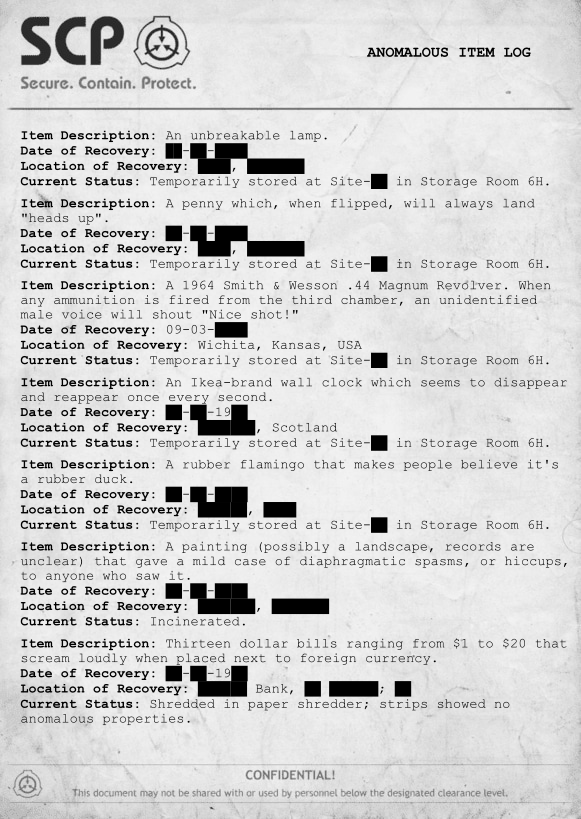 SCP
Secure. Contain. Protect.
ANOMALOUS ITEM LOG
Item Description: An unbreakable lamp.
Date of Recovery: ██-██-████
Location of Recovery: ████, ███████
Current Status: Temporarily stored at Site-██ in Storage Room 6H.
Item Description: A penny which, when flipped, will always land
"heads up".
Date of Recovery: ██-██-████
Location of Recovery: ████, ███████
Current Status: Temporarily stored at Site-██ in Storage Room 6H.
Item Description: A 1964 Smith & Wesson .44 Magnum Revolver. When
any ammunition is fired from the third chamber, an unidentified
male voice will shout "Nice shot!"
Date of Recovery: 09-03-████
Location of Recovery: Wichita, Kansas, USA
Current Status: Temporarily stored at Site-██ in Storage Room 6H.
Item Description: An Ikea-brand wall clock which seems to disappear
and reappear once every second.
Date of Recovery: ██-██-19██
Location of Recovery: ███████, Scotland
Current Status: Temporarily stored at Site-██ in Storage Room 6H.
Item Description: A rubber flamingo that makes people believe it's
a rubber duck.
Date of Recovery: ██-██-████
Location of Recovery: ██████, ████
Current Status: Temporarily stored at Site-██ in Storage Room 6H.
Item Description: A painting (possibly a landscape, records are
unclear) that gave a mild case of diaphragmatic spasms, or hiccups,
to anyone who saw it.
Date of Recovery: ██-██-████
Location of Recovery: ███████, ███████
Current Status: Incinerated.
Item Description: Thirteen dollar bills ranging from $1 to $20 that
scream loudly when placed next to foreign currency.
Date of Recovery: ██-██-19██
Location of Recovery: ██████ Bank, ██ ██████; ██
Current Status: Shredded in paper shredder; strips showed no
anomalous properties.
CONFIDENTIAL!
This document may not be shared with or used by personnel below the designated clearance level.